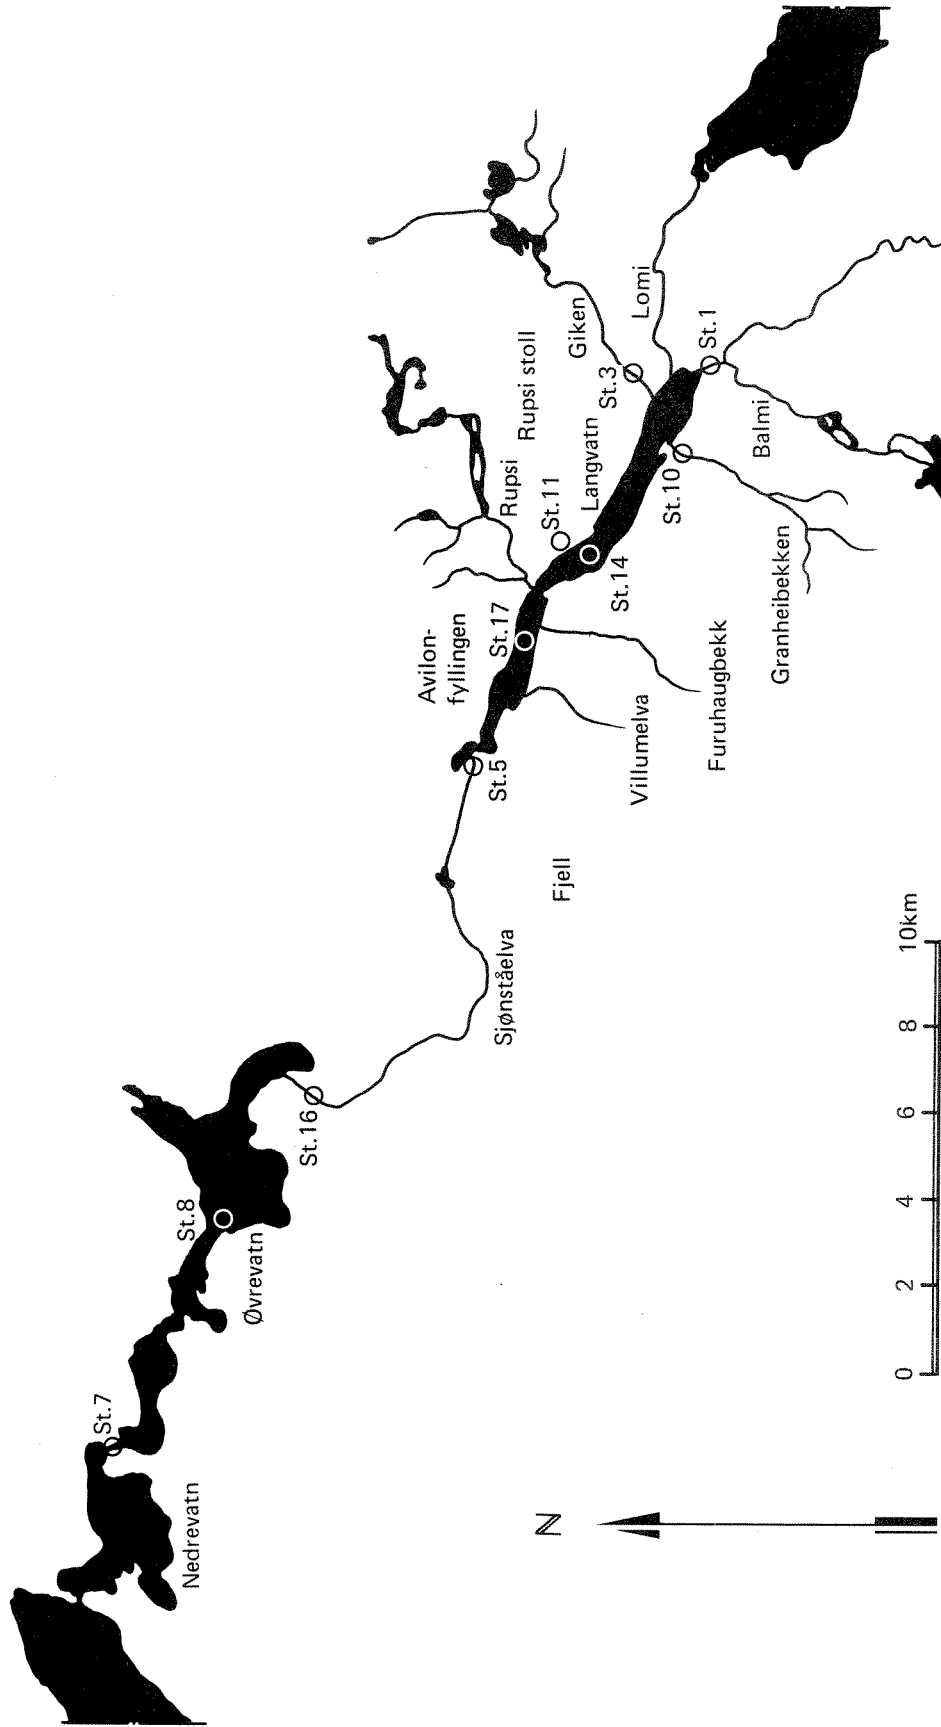 Nedrevatn
St.7
Øvrevatn
St.8
St.16
Sjønståelva
Fjell
St.5
Avilon-
fyllingen
St.17
Villumelva
Furuhaugbekk
Rupsi
Rupsi stoll
St.11
St.14
Langvatn
Giken
St.3
Lomi
St.1
St.10
Balmi
Granheibekken
N
0 2 4 6 8 10km